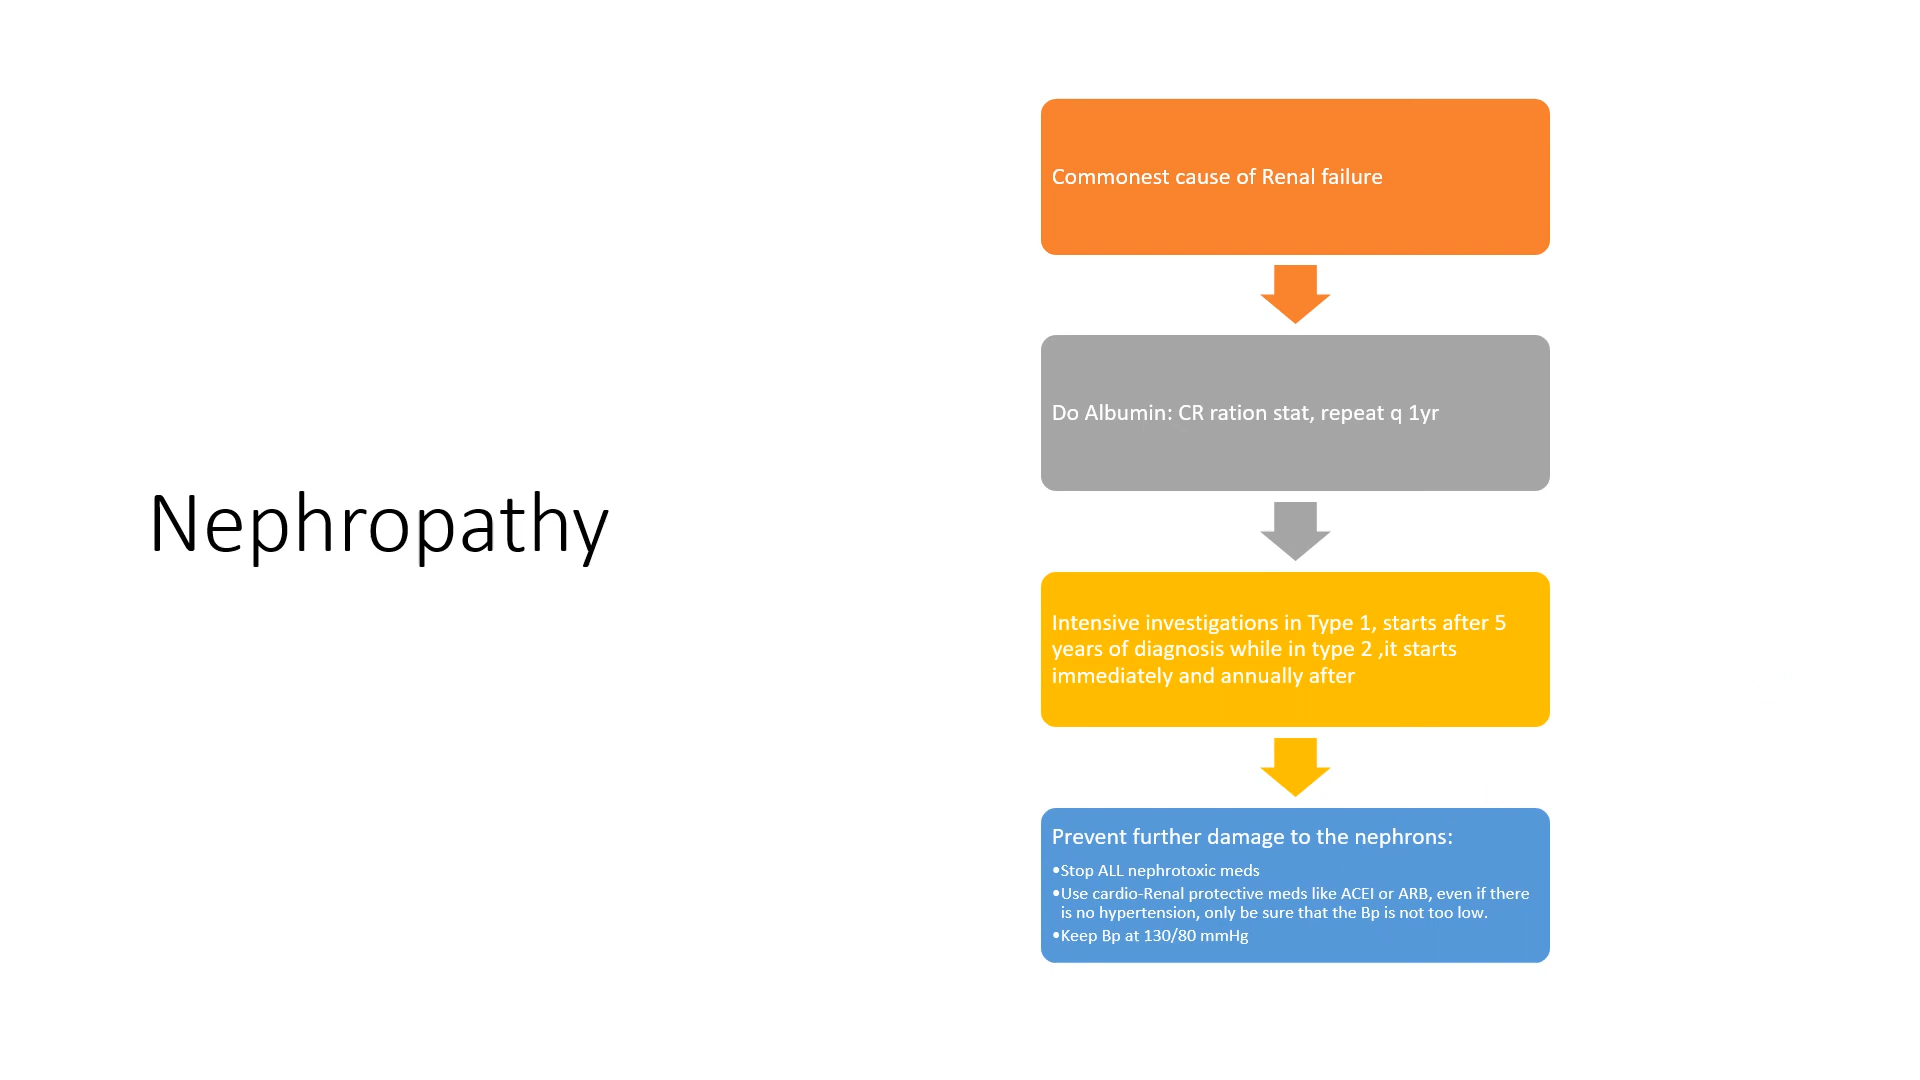 Nephropathy
Commonest cause of Renal failure
Do Albumin: CR ration stat, repeat q 1yr
Intensive investigations in Type 1, starts after 5
years of diagnosis while in type 2 ,it starts
immediately and annually after
Prevent further damage to the nephrons:
•Stop ALL nephrotoxic meds
•Use cardio-Renal protective meds like ACEI or ARB, even if there
is no hypertension, only be sure that the Bp is not too low.
•Keep Bp at 130/80 mmHg